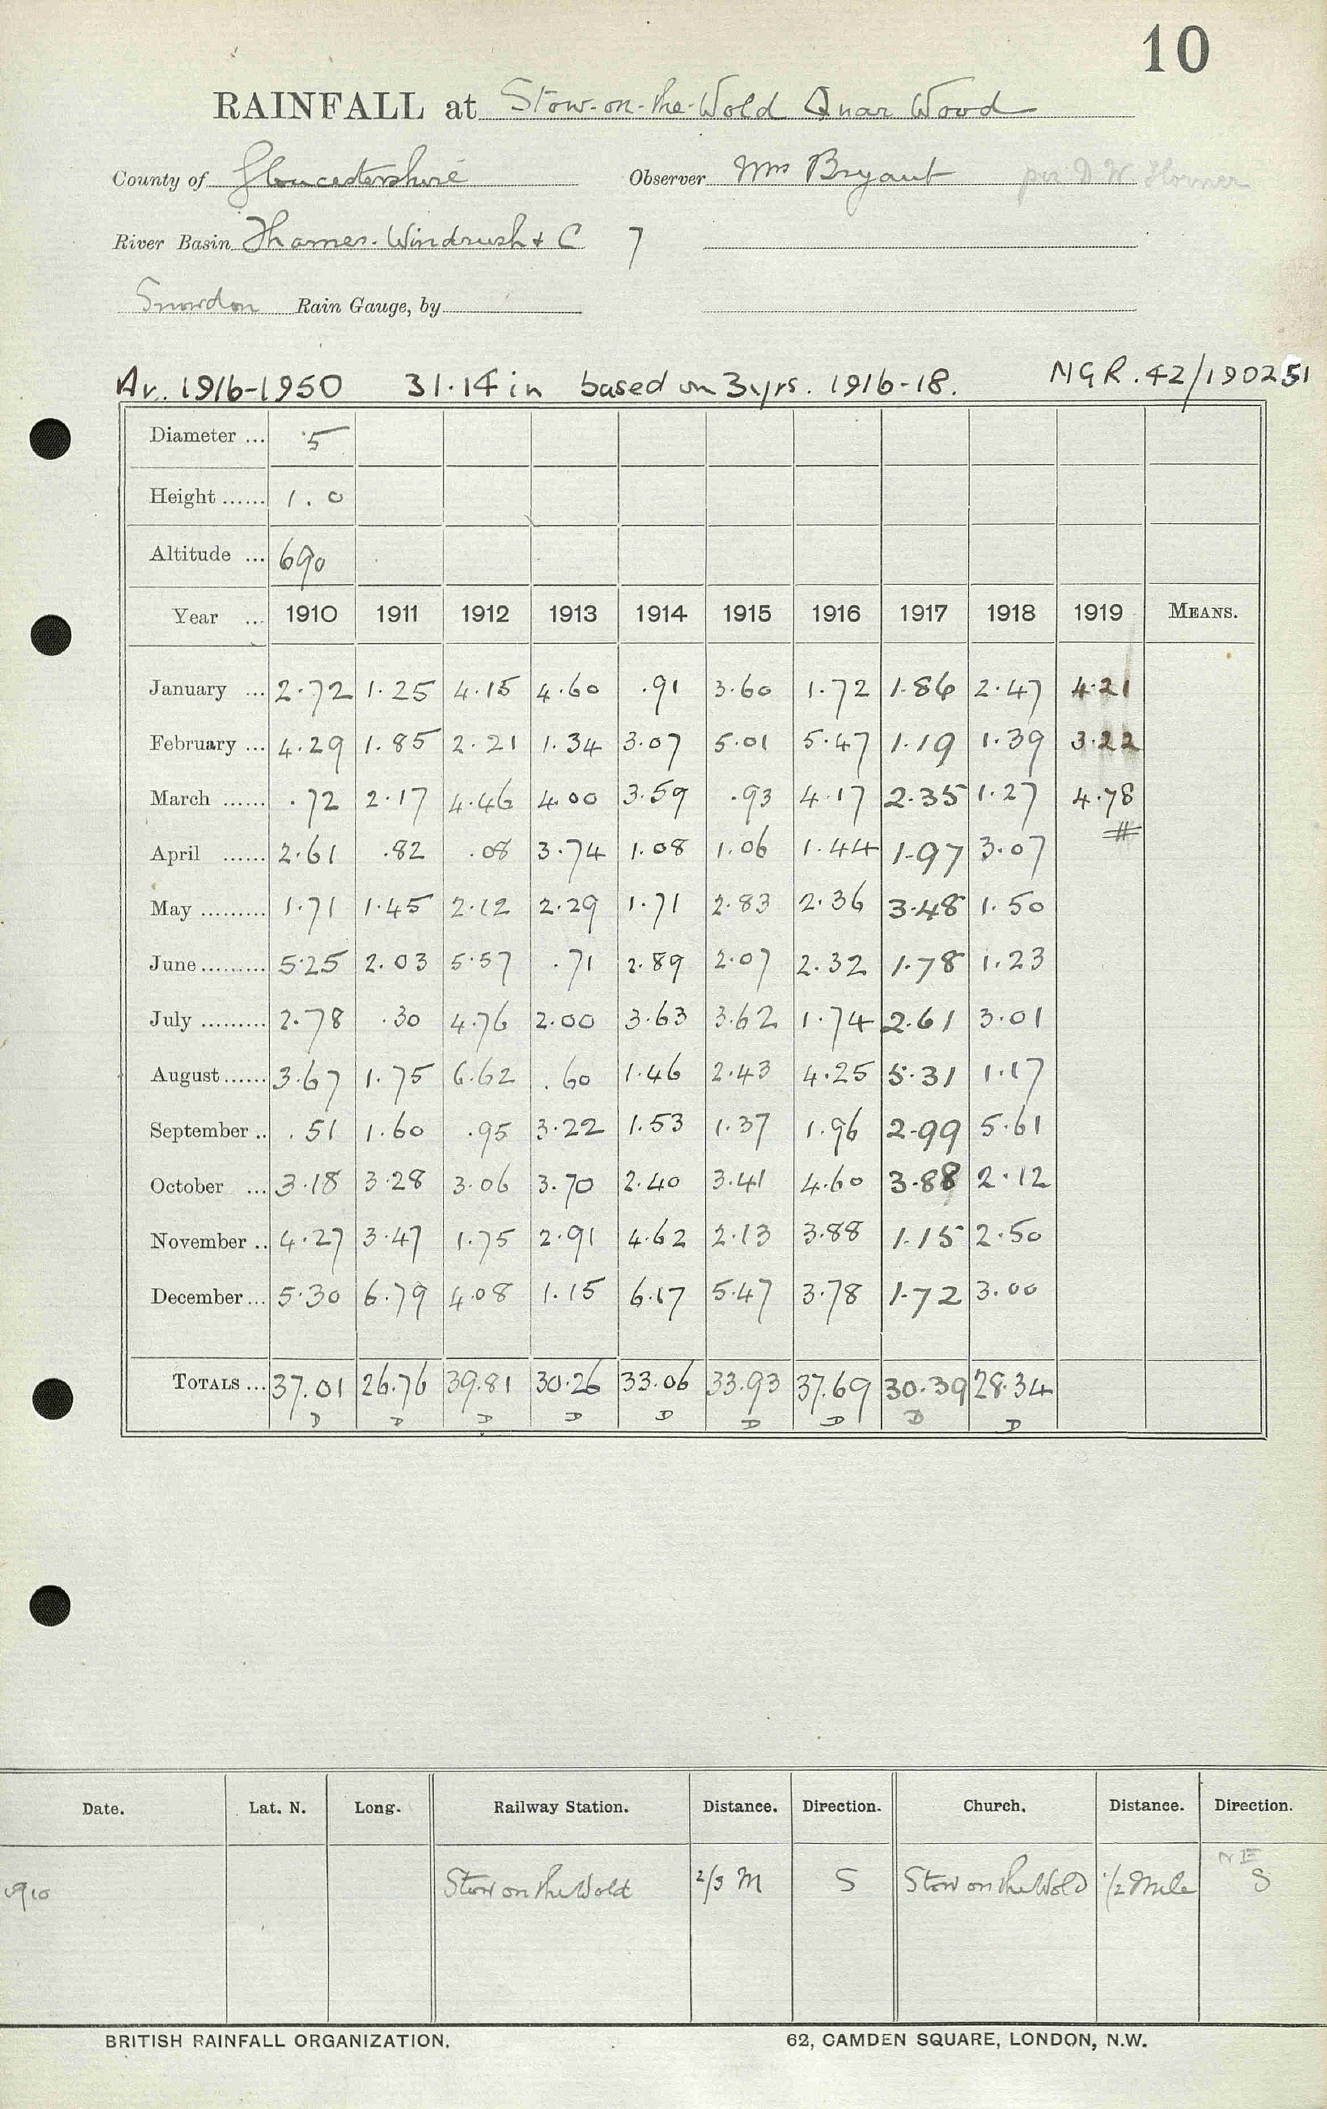 10
RAINFALL at Stow-on-the-Wold Quar Wood
County of Gloucestershire Observer Mrs Bryant per D W Horner
River Basin Thames. Windrush & C 7
Snowdon Rain Gauge, by
Av. 1916-1950 31.14 in based on 3 yrs. 1916-18. NGR. 42/190251
Diameter ... 5
Height ...... 1.0
Altitude ... 690
Year ... 1910 1911 1912 1913 1914 1915 1916 1917 1918 1919 MEANS.
January ... 2.72 1.25 4.15 4.60 .91 3.60 1.72 1.86 2.47 4.21
February ... 4.29 1.85 2.21 1.34 3.07 5.01 5.47 1.19 1.39 3.22
March ...... .72 2.17 4.46 4.00 3.59 .93 4.17 2.35 1.27 4.78
April ...... 2.61 .82 .08 3.74 1.08 1.06 1.44 1.97 3.07
May ......... 1.71 1.45 2.12 2.29 1.71 2.83 2.36 3.48 1.50
June ......... 5.25 2.03 5.57 .71 2.89 2.07 2.32 1.78 1.23
July ......... 2.78 .30 4.76 2.00 3.63 3.62 1.74 2.61 3.01
August ...... 3.67 1.75 6.62 .60 1.46 2.43 4.25 5.31 1.17
September .. .51 1.60 .95 3.22 1.53 1.37 1.96 2.99 5.61
October ... 3.18 3.28 3.06 3.70 2.40 3.41 4.60 3.88 2.12
November .. 4.27 3.47 1.75 2.91 4.62 2.13 3.88 1.15 2.50
December ... 5.30 6.79 4.08 1.15 6.17 5.47 3.78 1.72 3.00
TOTALS ... 37.01 26.76 39.81 30.26 33.06 33.93 37.69 30.39 28.34
D D D D D D D D D
Date. Lat. N. Long. Railway Station. Distance. Direction. Church. Distance. Direction.
NE
1910 Stow on the Wold 2/3 M S Stow on the Wold 1/2 Mile S
BRITISH RAINFALL ORGANIZATION. 62, CAMDEN SQUARE, LONDON, N.W.